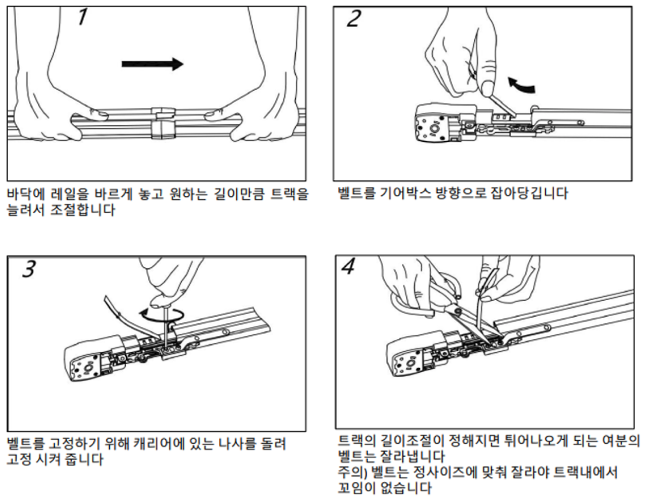 1
바닥에 레일을 바르게 놓고 원하는 길이만큼 트랙을
늘려서 조절합니다
2
벨트를 기어박스 방향으로 잡아당깁니다
3
벨트를 고정하기 위해 캐리어에 있는 나사를 돌려
고정 시켜 줍니다
4
트랙의 길이조절이 정해지면 튀어나오게 되는 여분의
벨트는 잘라냅니다
주의) 벨트는 정사이즈에 맞춰 잘라야 트랙내에서
꼬임이 없습니다